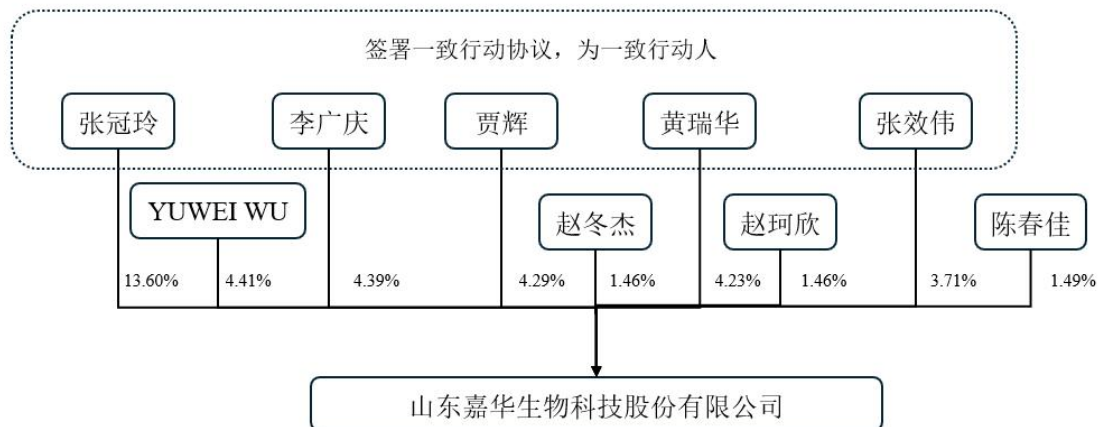 签署一致行动协议，为一致行动人
张冠玲 李广庆 贾辉 黄瑞华 张效伟
YUWEI WU 赵冬杰 赵珂欣 陈春佳
13.60% 4.41% 4.39% 4.29% 1.46% 4.23% 1.46% 3.71% 1.49%
山东嘉华生物科技股份有限公司